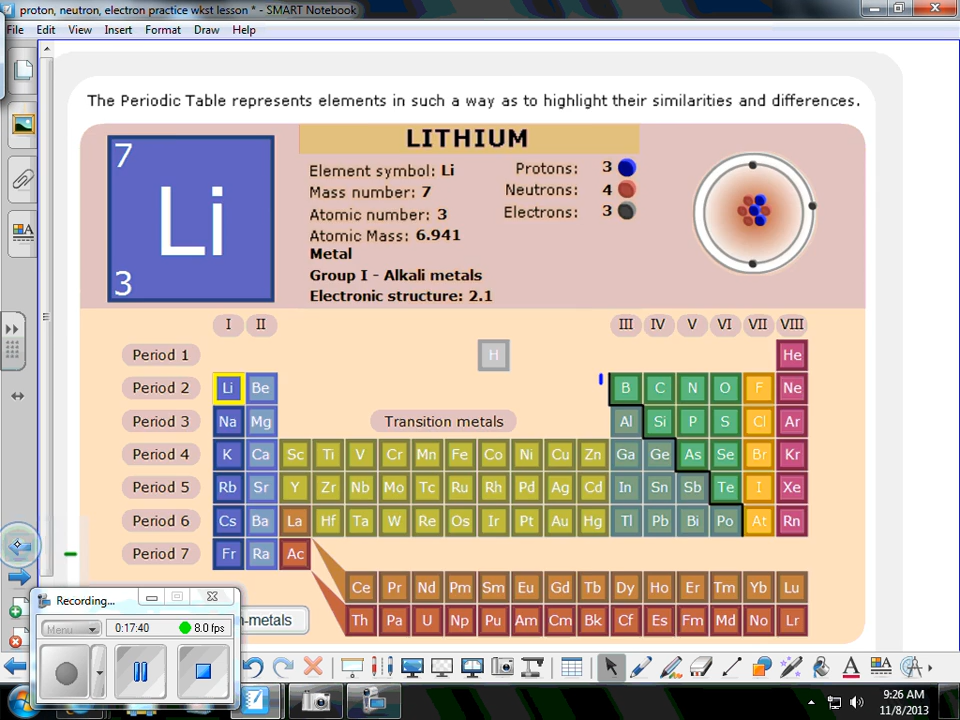 proton, neutron, electron practice wkst lesson * - SMART Notebook
File Edit View Insert Format Draw Help
The Periodic Table represents elements in such a way as to highlight their similarities and differences.
7
Li
3
LITHIUM
Element symbol: Li
Mass number: 7
Atomic number: 3
Atomic Mass: 6.941
Metal
Group I - Alkali metals
Electronic structure: 2.1
Protons: 3
Neutrons: 4
Electrons: 3
I II III IV V VI VII VIII
Period 1 H He
Period 2 Li Be B C N O F Ne
Period 3 Na Mg Transition metals Al Si P S Cl Ar
Period 4 K Ca Sc Ti V Cr Mn Fe Co Ni Cu Zn Ga Ge As Se Br Kr
Period 5 Rb Sr Y Zr Nb Mo Tc Ru Rh Pd Ag Cd In Sn Sb Te I Xe
Period 6 Cs Ba La Hf Ta W Re Os Ir Pt Au Hg Tl Pb Bi Po At Rn
Period 7 Fr Ra Ac
Ce Pr Nd Pm Sm Eu Gd Tb Dy Ho Er Tm Yb Lu
Th Pa U Np Pu Am Cm Bk Cf Es Fm Md No Lr
n-metals
Recording...
Menu 0:17:40 8.0 fps
A
9:26 AM
11/8/2013